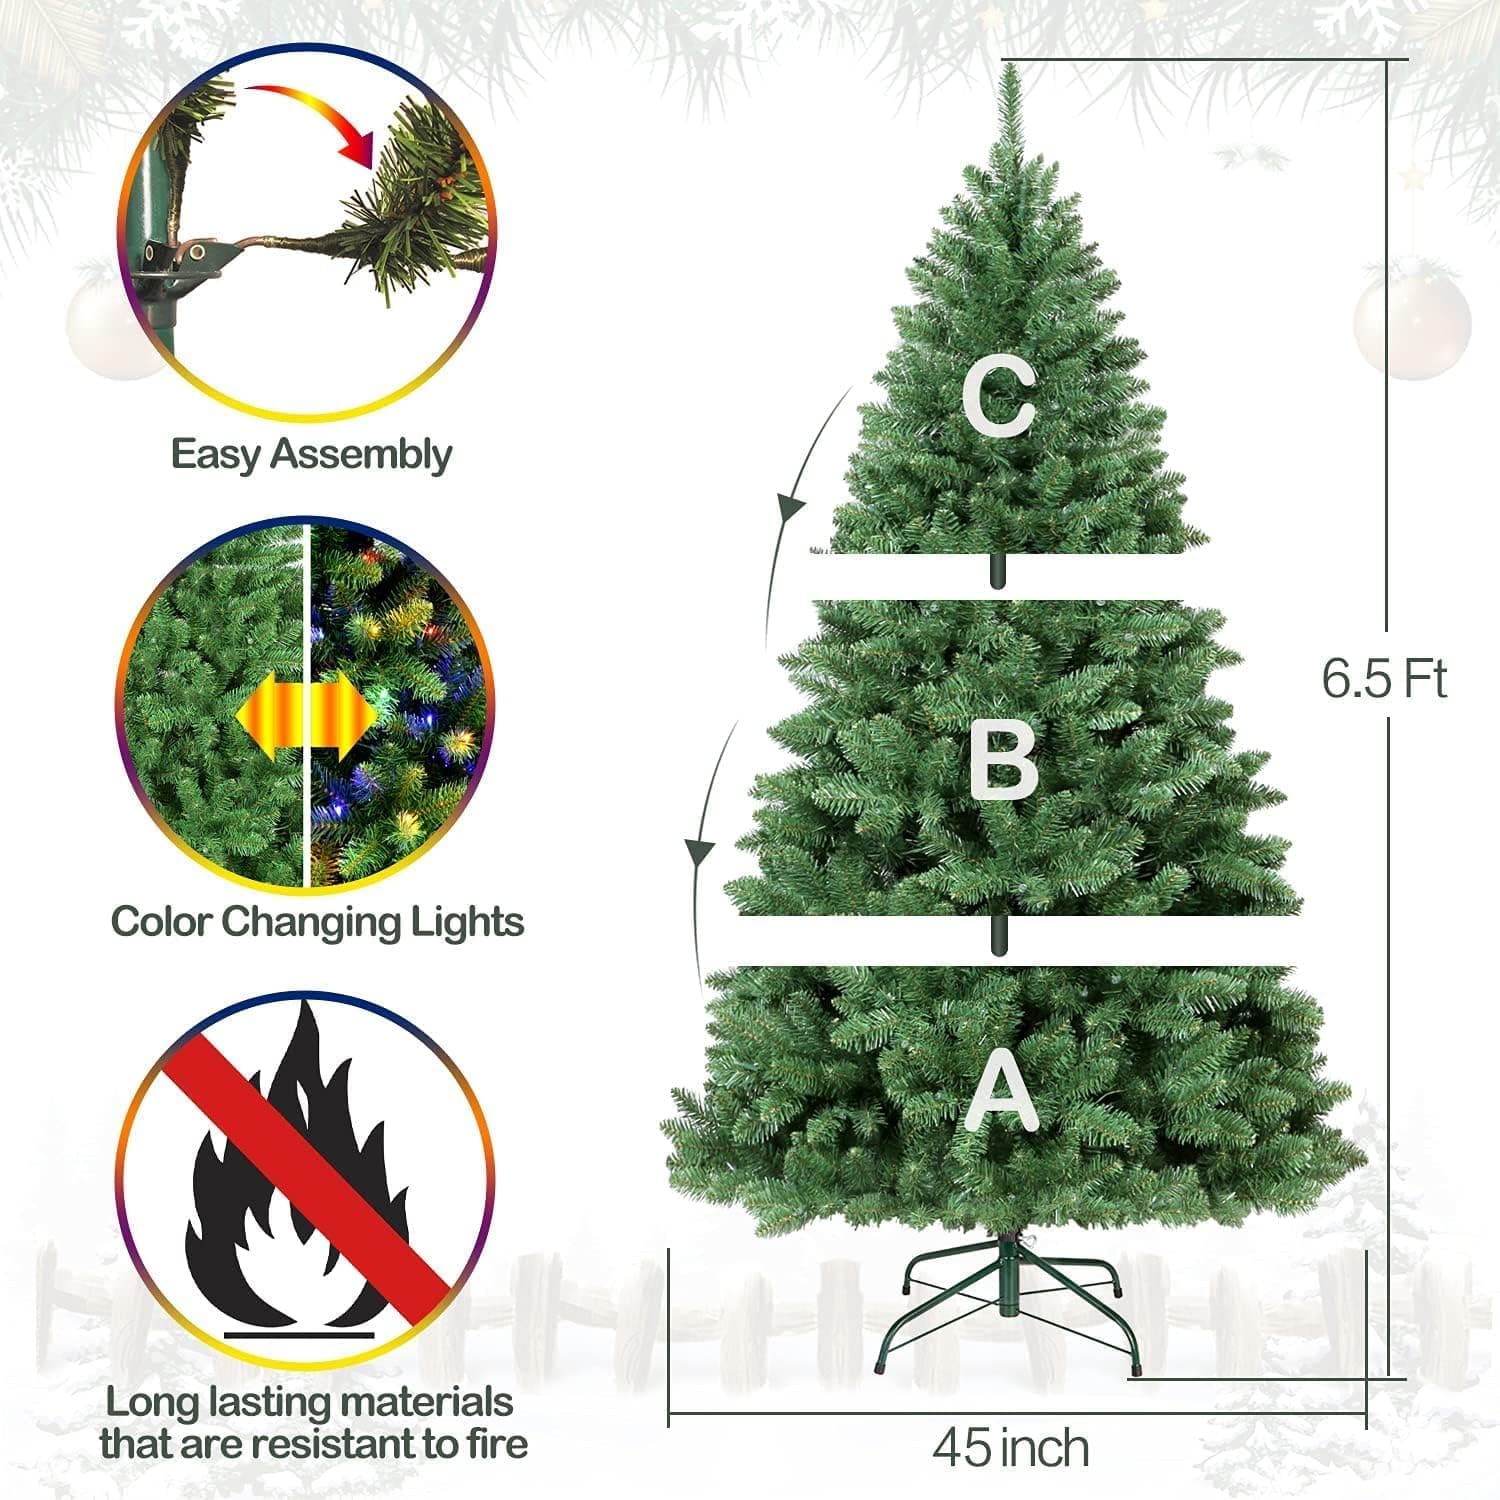 Easy Assembly
Color Changing Lights
Long lasting materials
that are resistant to fire
C
B
A
6.5 Ft
45 inch